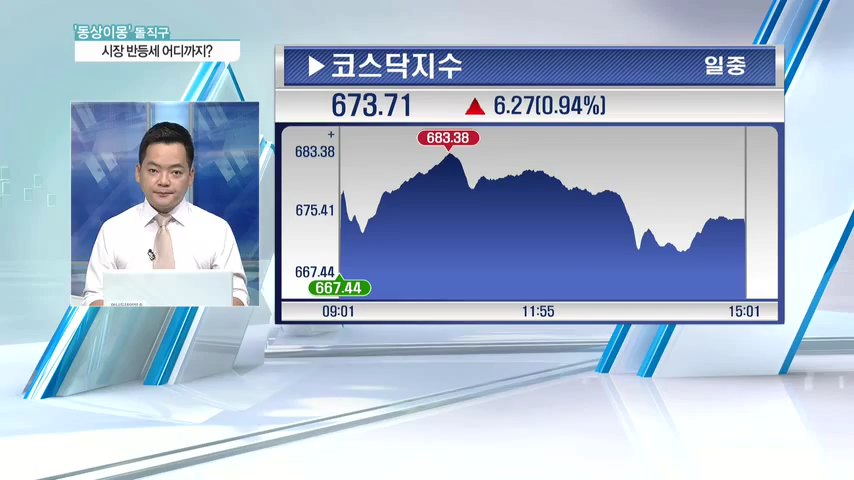 '동상이몽' 돌직구
시장 반등세 어디까지?
▶코스닥지수
일중
673.71 ▲ 6.27(0.94%)
+
683.38
683.38
675.41
667.44
667.44
09:01 11:55 15:01